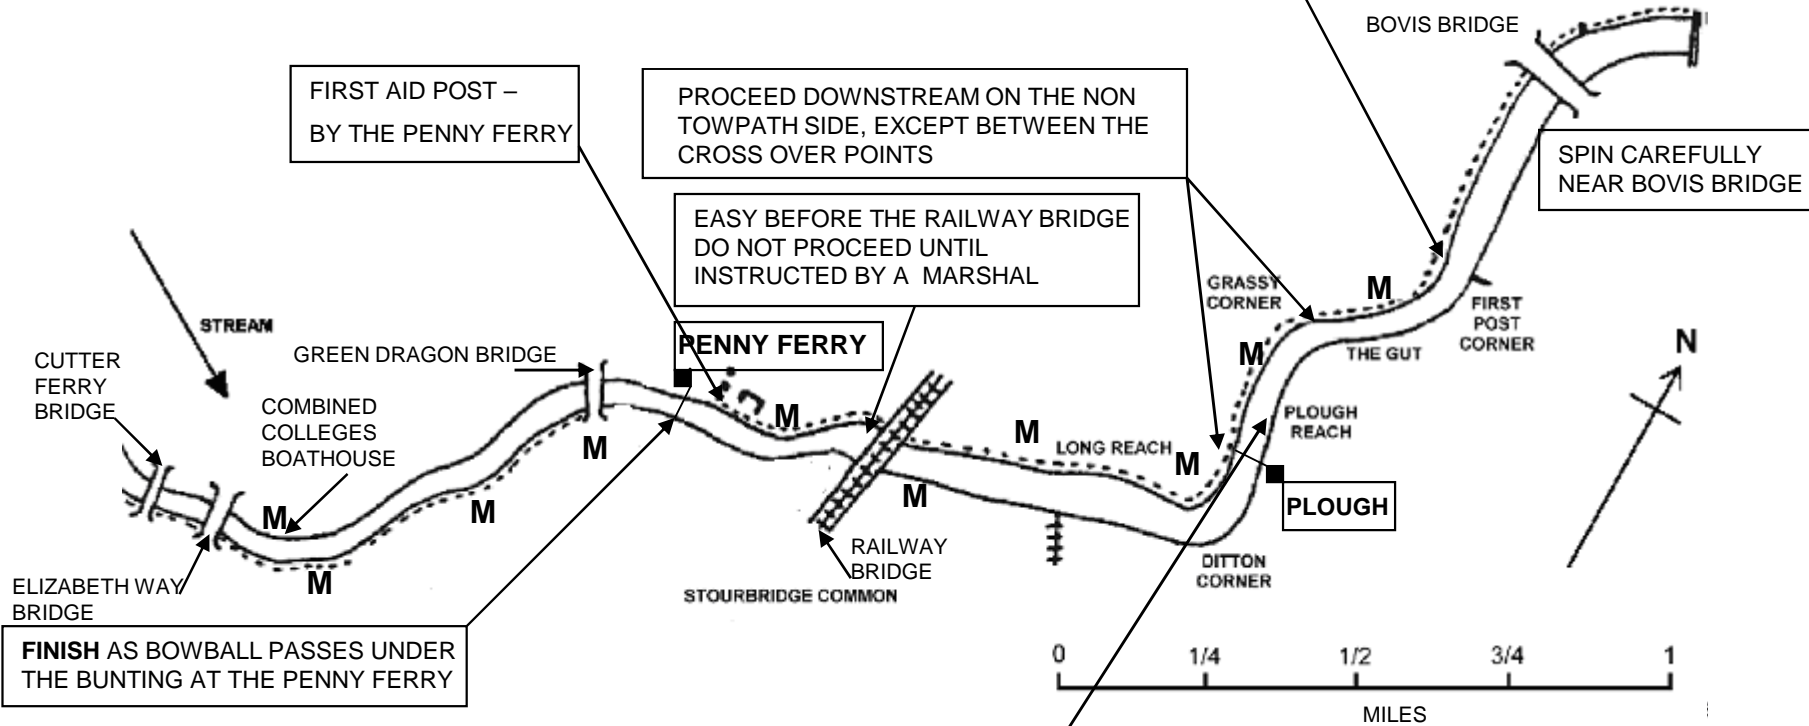 BOVIS BRIDGE
FIRST AID POST –
BY THE PENNY FERRY
PROCEED DOWNSTREAM ON THE NON
TOWPATH SIDE, EXCEPT BETWEEN THE
CROSS OVER POINTS
SPIN CAREFULLY
NEAR BOVIS BRIDGE
EASY BEFORE THE RAILWAY BRIDGE
DO NOT PROCEED UNTIL
INSTRUCTED BY A MARSHAL
GRASSY
CORNER
M
FIRST
POST
CORNER
STREAM
PENNY FERRY
N
CUTTER
FERRY
BRIDGE
GREEN DRAGON BRIDGE
M
THE GUT
COMBINED
COLLEGES
BOATHOUSE
M
M
M
LONG REACH
M
PLOUGH
REACH
M
M
M
M
PLOUGH
RAILWAY
BRIDGE
DITTON
CORNER
ELIZABETH WAY
BRIDGE
M
STOURBRIDGE COMMON
FINISH AS BOWBALL PASSES UNDER
THE BUNTING AT THE PENNY FERRY
0 1/4 1/2 3/4 1
MILES